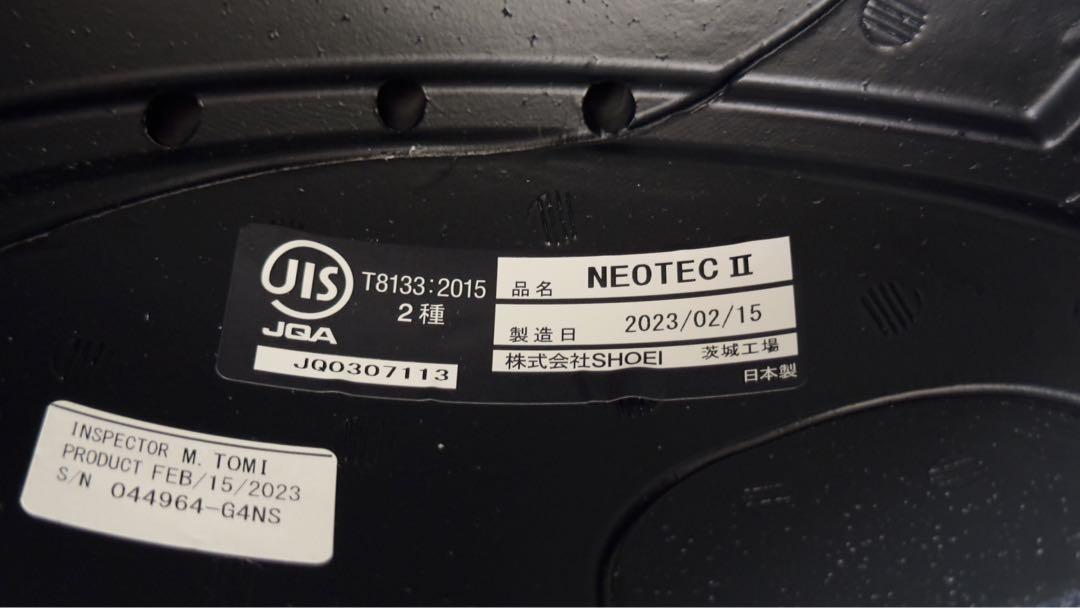 JIS
JQA
T8133:2015
2種
JQ0307113
品名 NEOTEC II
製造日 2023/02/15
株式会社SHOEI 茨城工場
日本製
INSPECTOR M. TOMI
PRODUCT FEB/15/2023
S/N 044964-G4NS